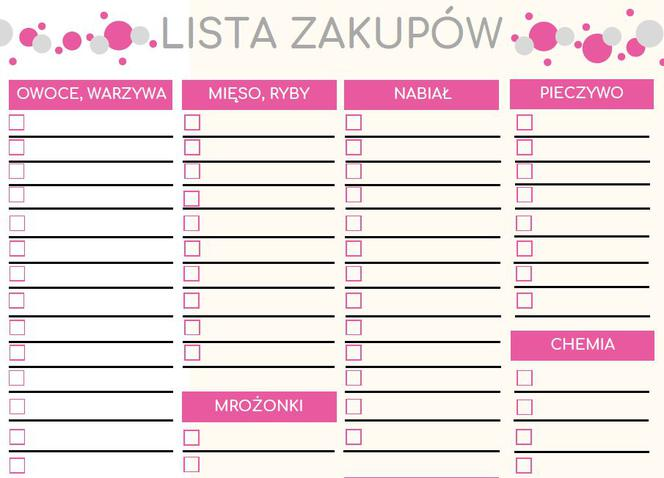 LISTA ZAKUPÓW
OWOCE, WARZYWA
MIĘSO, RYBY
NABIAŁ
PIECZYWO
CHEMIA
MROŻONKI